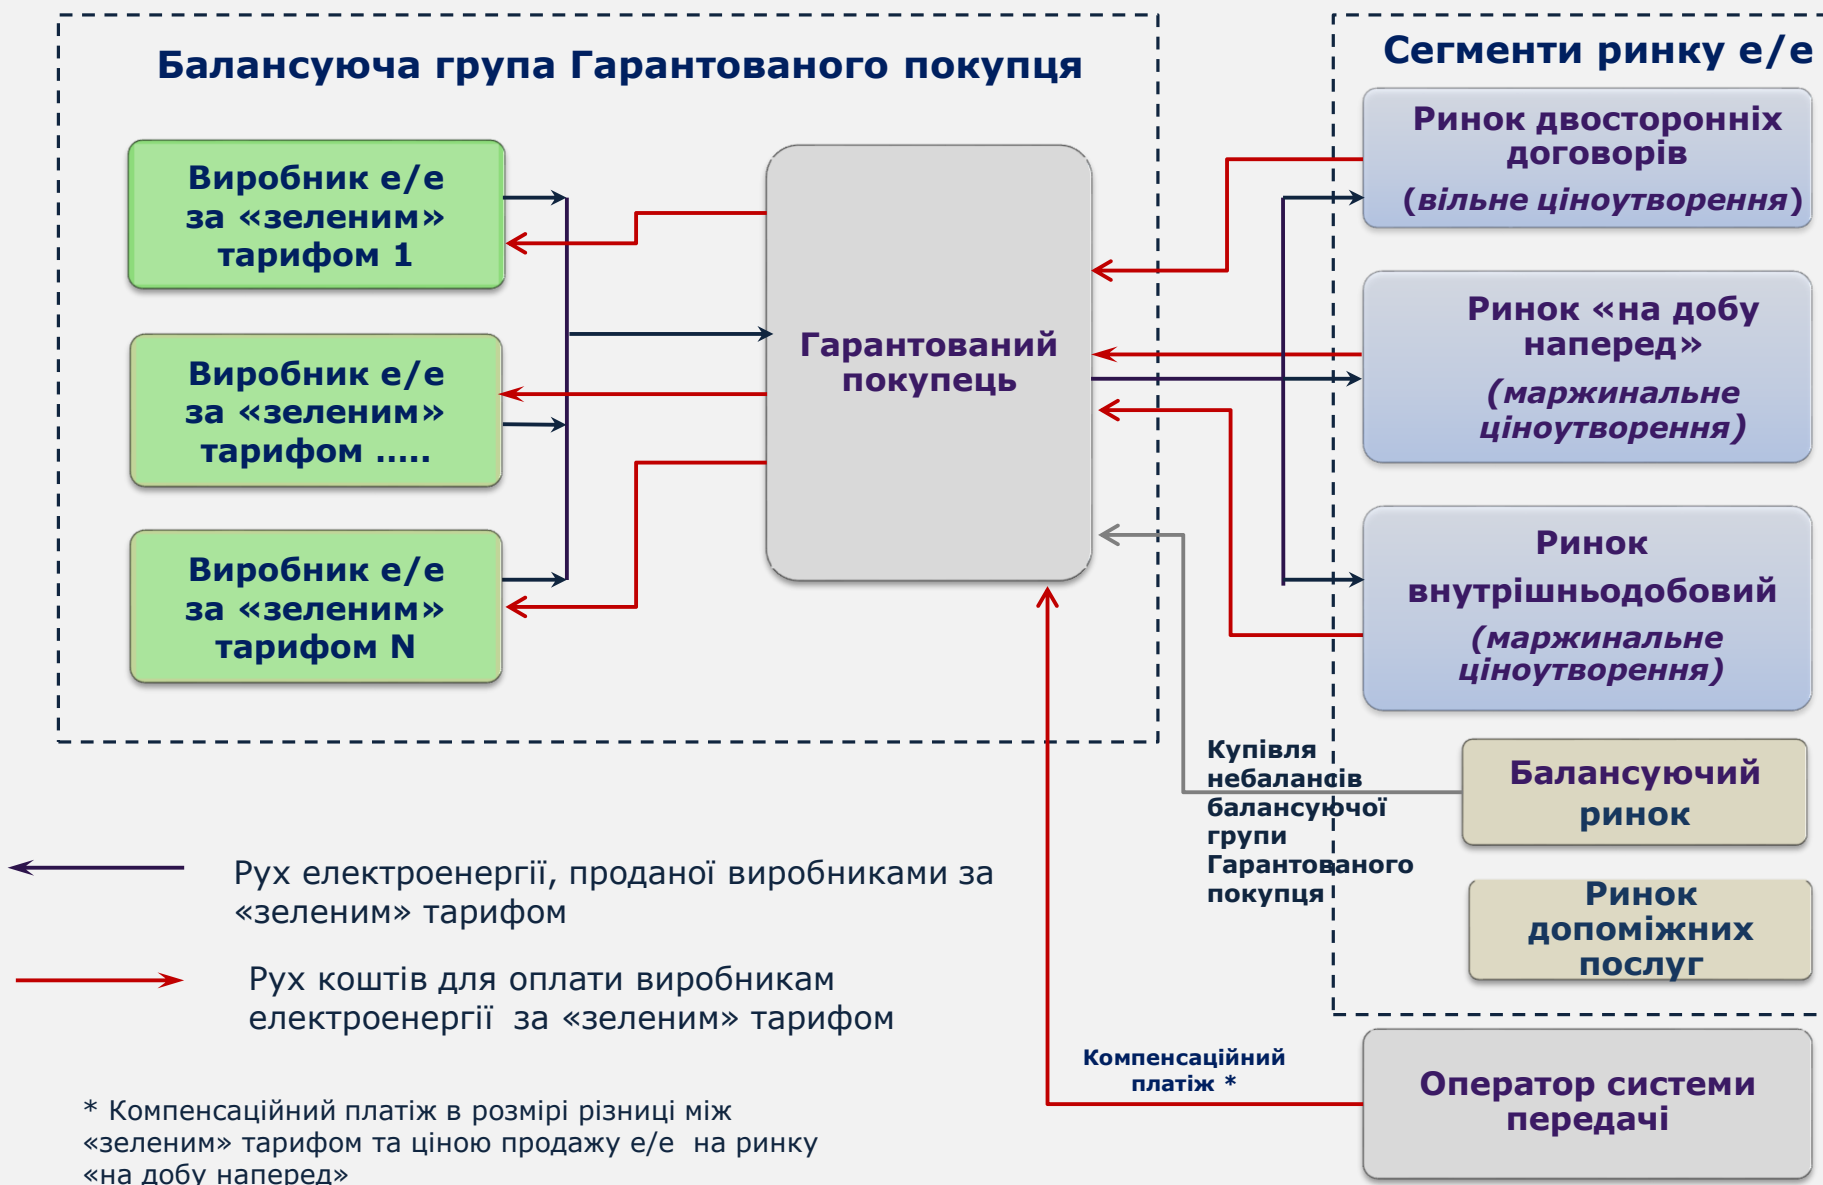 Балансуюча група Гарантованого покупця
Виробник е/е
за «зеленим»
тарифом 1
Виробник е/е
за «зеленим»
тарифом .....
Виробник е/е
за «зеленим»
тарифом N
Гарантований
покупець
Сегменти ринку е/е
Ринок двосторонніх
договорів
(вільне ціноутворення)
Ринок «на добу
наперед»
(маржинальне
ціноутворення)
Ринок
внутрішньодобовий
(маржинальне
ціноутворення)
Балансуючий
ринок
Ринок
допоміжних
послуг
Купівля
небалансів
балансуючої
групи
Гарантованого
покупця
Рух електроенергії, проданої виробниками за
«зеленим» тарифом
Рух коштів для оплати виробникам
електроенергії за «зеленим» тарифом
Компенсаційний
платіж *
Оператор системи
передачі
* Компенсаційний платіж в розмірі різниці між
«зеленим» тарифом та ціною продажу е/е на ринку
«на добу наперед»